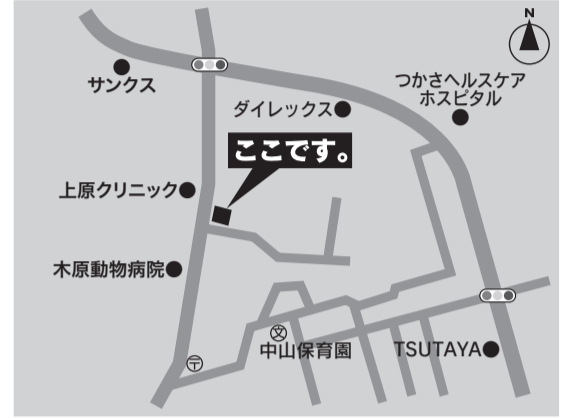 N
サンクス
つかさヘルスケア
ホスピタル
ダイレックス
ここです。
上原クリニック
木原動物病院
文
中山保育園
TSUTAYA
〒